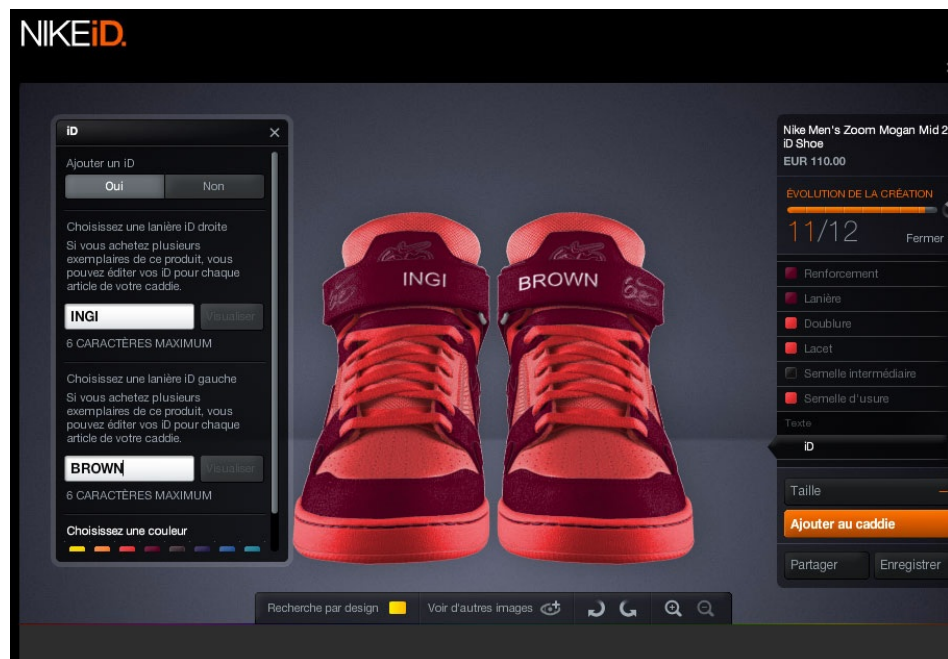 NIKEiD.
iD
Ajouter un iD
Oui
Non
Choisissez une lanière iD droite
Si vous achetez plusieurs
exemplaires de ce produit, vous
pouvez éditer vos iD pour chaque
article de votre caddie.
INGI
Visualiser
6 CARACTÈRES MAXIMUM
Choisissez une lanière iD gauche
Si vous achetez plusieurs
exemplaires de ce produit, vous
pouvez éditer vos iD pour chaque
article de votre caddie.
BROWN
Visualiser
6 CARACTÈRES MAXIMUM
Choisissez une couleur
INGI
BROWN
Nike Men's Zoom Mogan Mid 2
iD Shoe
EUR 110.00
ÉVOLUTION DE LA CRÉATION
11/12
Fermer
Renforcement
Lanière
Doublure
Lacet
Semelle intermédiaire
Semelle d'usure
Texte
iD
Taille
Ajouter au caddie
Partager
Enregistrer
Recherche par design
Voir d'autres images